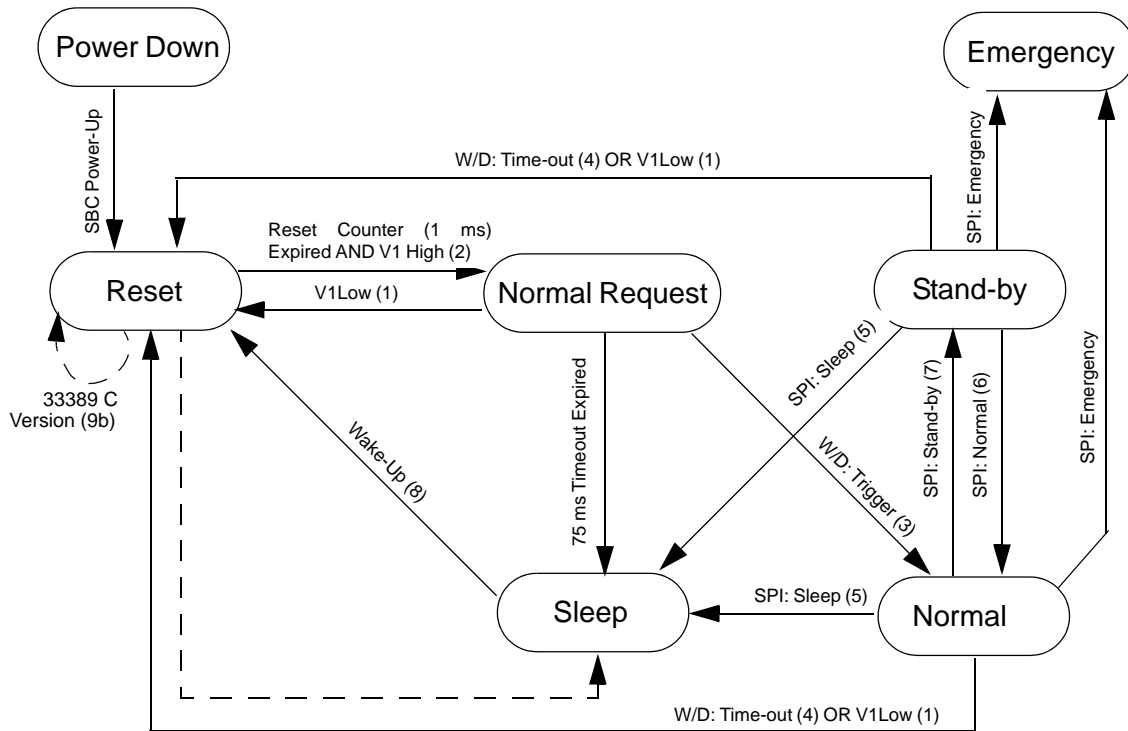 Power Down
Emergency
SBC Power-Up
W/D: Time-out (4) OR V1Low (1)
SPI: Emergency
Reset Counter (1 ms)
Expired AND V1 High (2)
Reset
Normal Request
Stand-by
V1Low (1)
33389 C
Version (9b)
Wake-Up (8)
75 ms Timeout Expired
SPI: Sleep (5)
W/D: Trigger (3)
SPI: Stand-by (7)
SPI: Normal (6)
SPI: Emergency
Sleep
SPI: Sleep (5)
Normal
W/D: Time-out (4) OR V1Low (1)